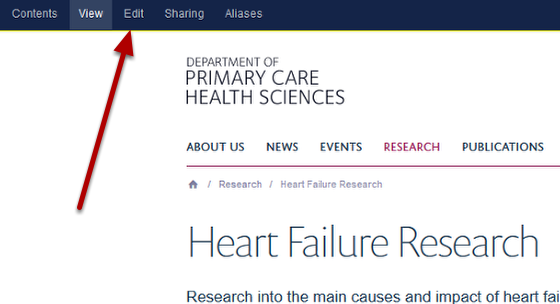 Contents View Edit Sharing Aliases
DEPARTMENT OF
PRIMARY CARE
HEALTH SCIENCES
ABOUT US NEWS EVENTS RESEARCH PUBLICATIONS
/ Research / Heart Failure Research
Heart Failure Research
Research into the main causes and impact of heart fai